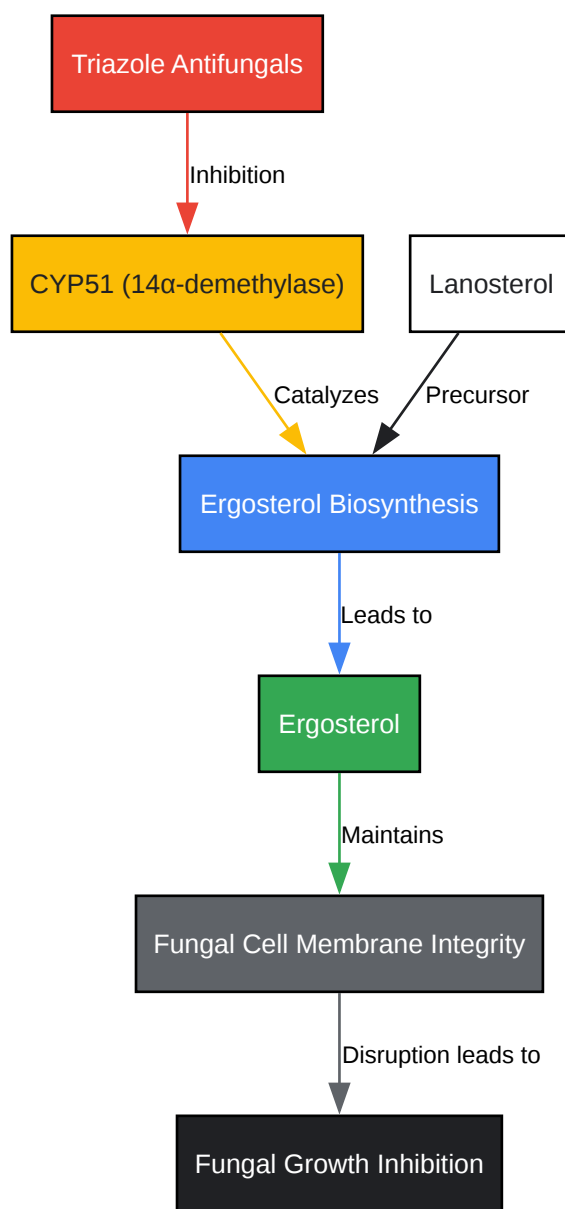 Triazole Antifungals
Inhibition
CYP51 (14α-demethylase)
Lanosterol
Catalyzes
Precursor
Ergosterol Biosynthesis
Leads to
Ergosterol
Maintains
Fungal Cell Membrane Integrity
Disruption leads to
Fungal Growth Inhibition